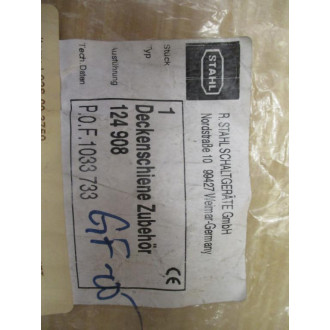 STAHL
R. STAHL SCHALTGERÄTE GmbH
Nordstraße 10 99427 Weimar-Germany
Stück 1
Typ Deckenschiene Zubehör
Ausführung 124 908
Tech. Daten P.O.F.1033 733
CE